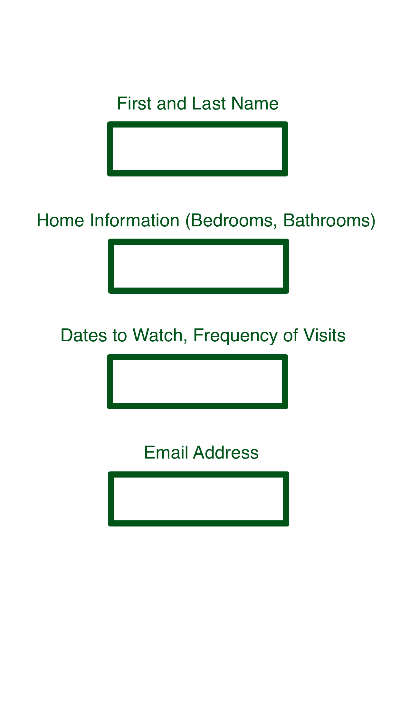 First and Last Name
Home Information (Bedrooms, Bathrooms)
Dates to Watch, Frequency of Visits
Email Address